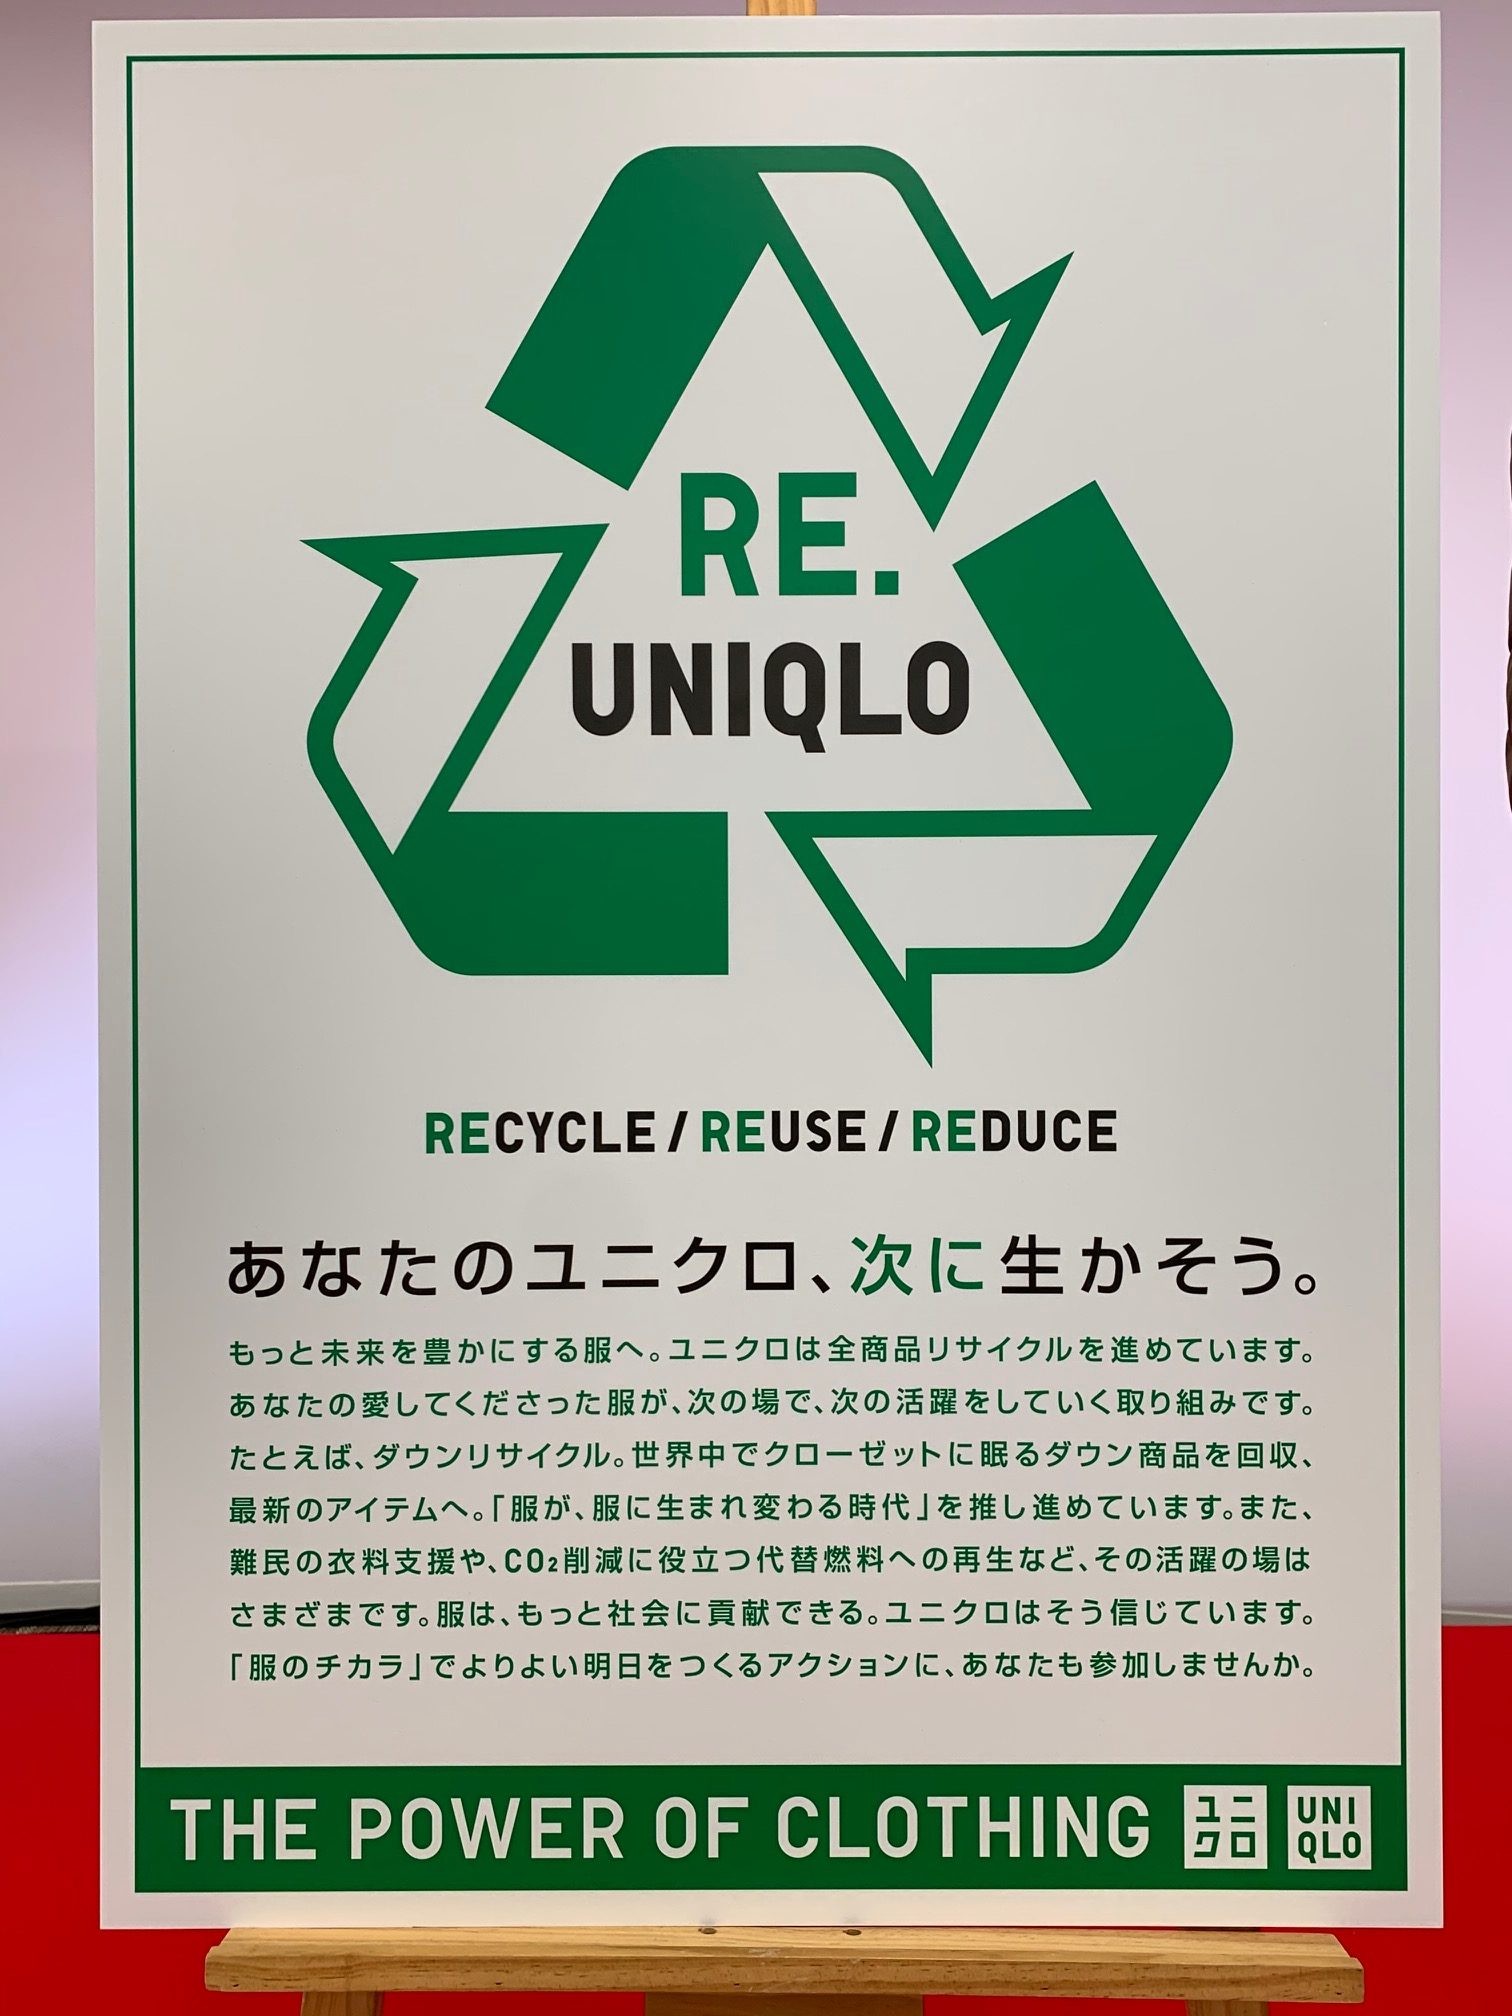 RE.
UNIQLO
RECYCLE / REUSE / REDUCE
あなたのユニクロ、次に生かそう。
もっと未来を豊かにする服へ。ユニクロは全商品リサイクルを進めています。
あなたの愛してくださった服が、次の場で、次の活躍をしていく取り組みです。
たとえば、ダウンリサイクル。世界中でクローゼットに眠るダウン商品を回収、
最新のアイテムへ。「服が、服に生まれ変わる時代」を推し進めています。また、
難民の衣料支援や、CO₂削減に役立つ代替燃料への再生など、その活躍の場は
さまざまです。服は、もっと社会に貢献できる。ユニクロはそう信じています。
「服のチカラ」でよりよい明日をつくるアクションに、あなたも参加しませんか。
THE POWER OF CLOTHING
ユニ
クロ
UNI
QLO